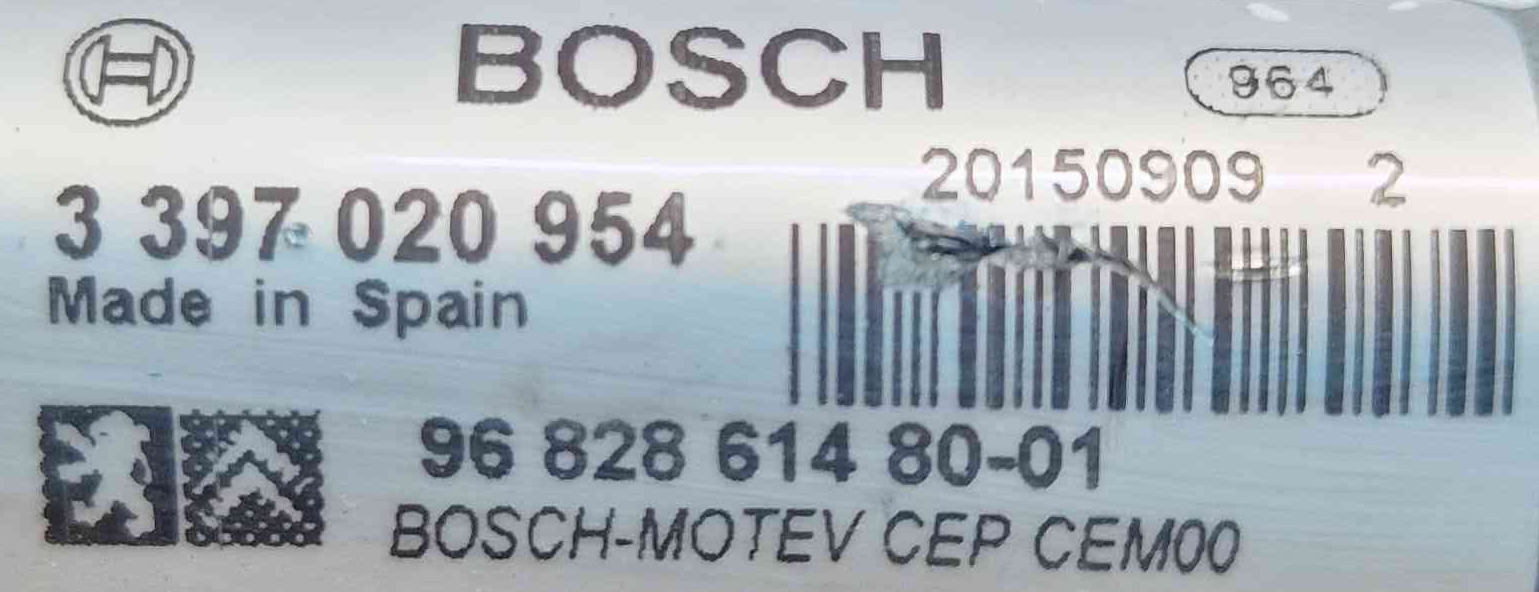 BOSCH
964
20150909 2
3 397 020 954
Made in Spain
96 828 614 80-01
BOSCH-MOTEV CEP CEM00